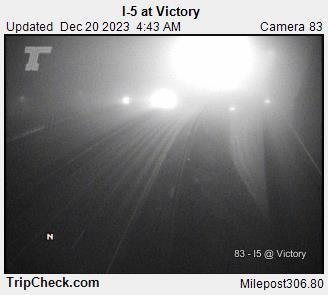 I-5 at Victory
Updated Dec 20 2023 4:43 AM Camera 83
T
N
83 - I5 @ Victory
TripCheck.com Milepost306.80